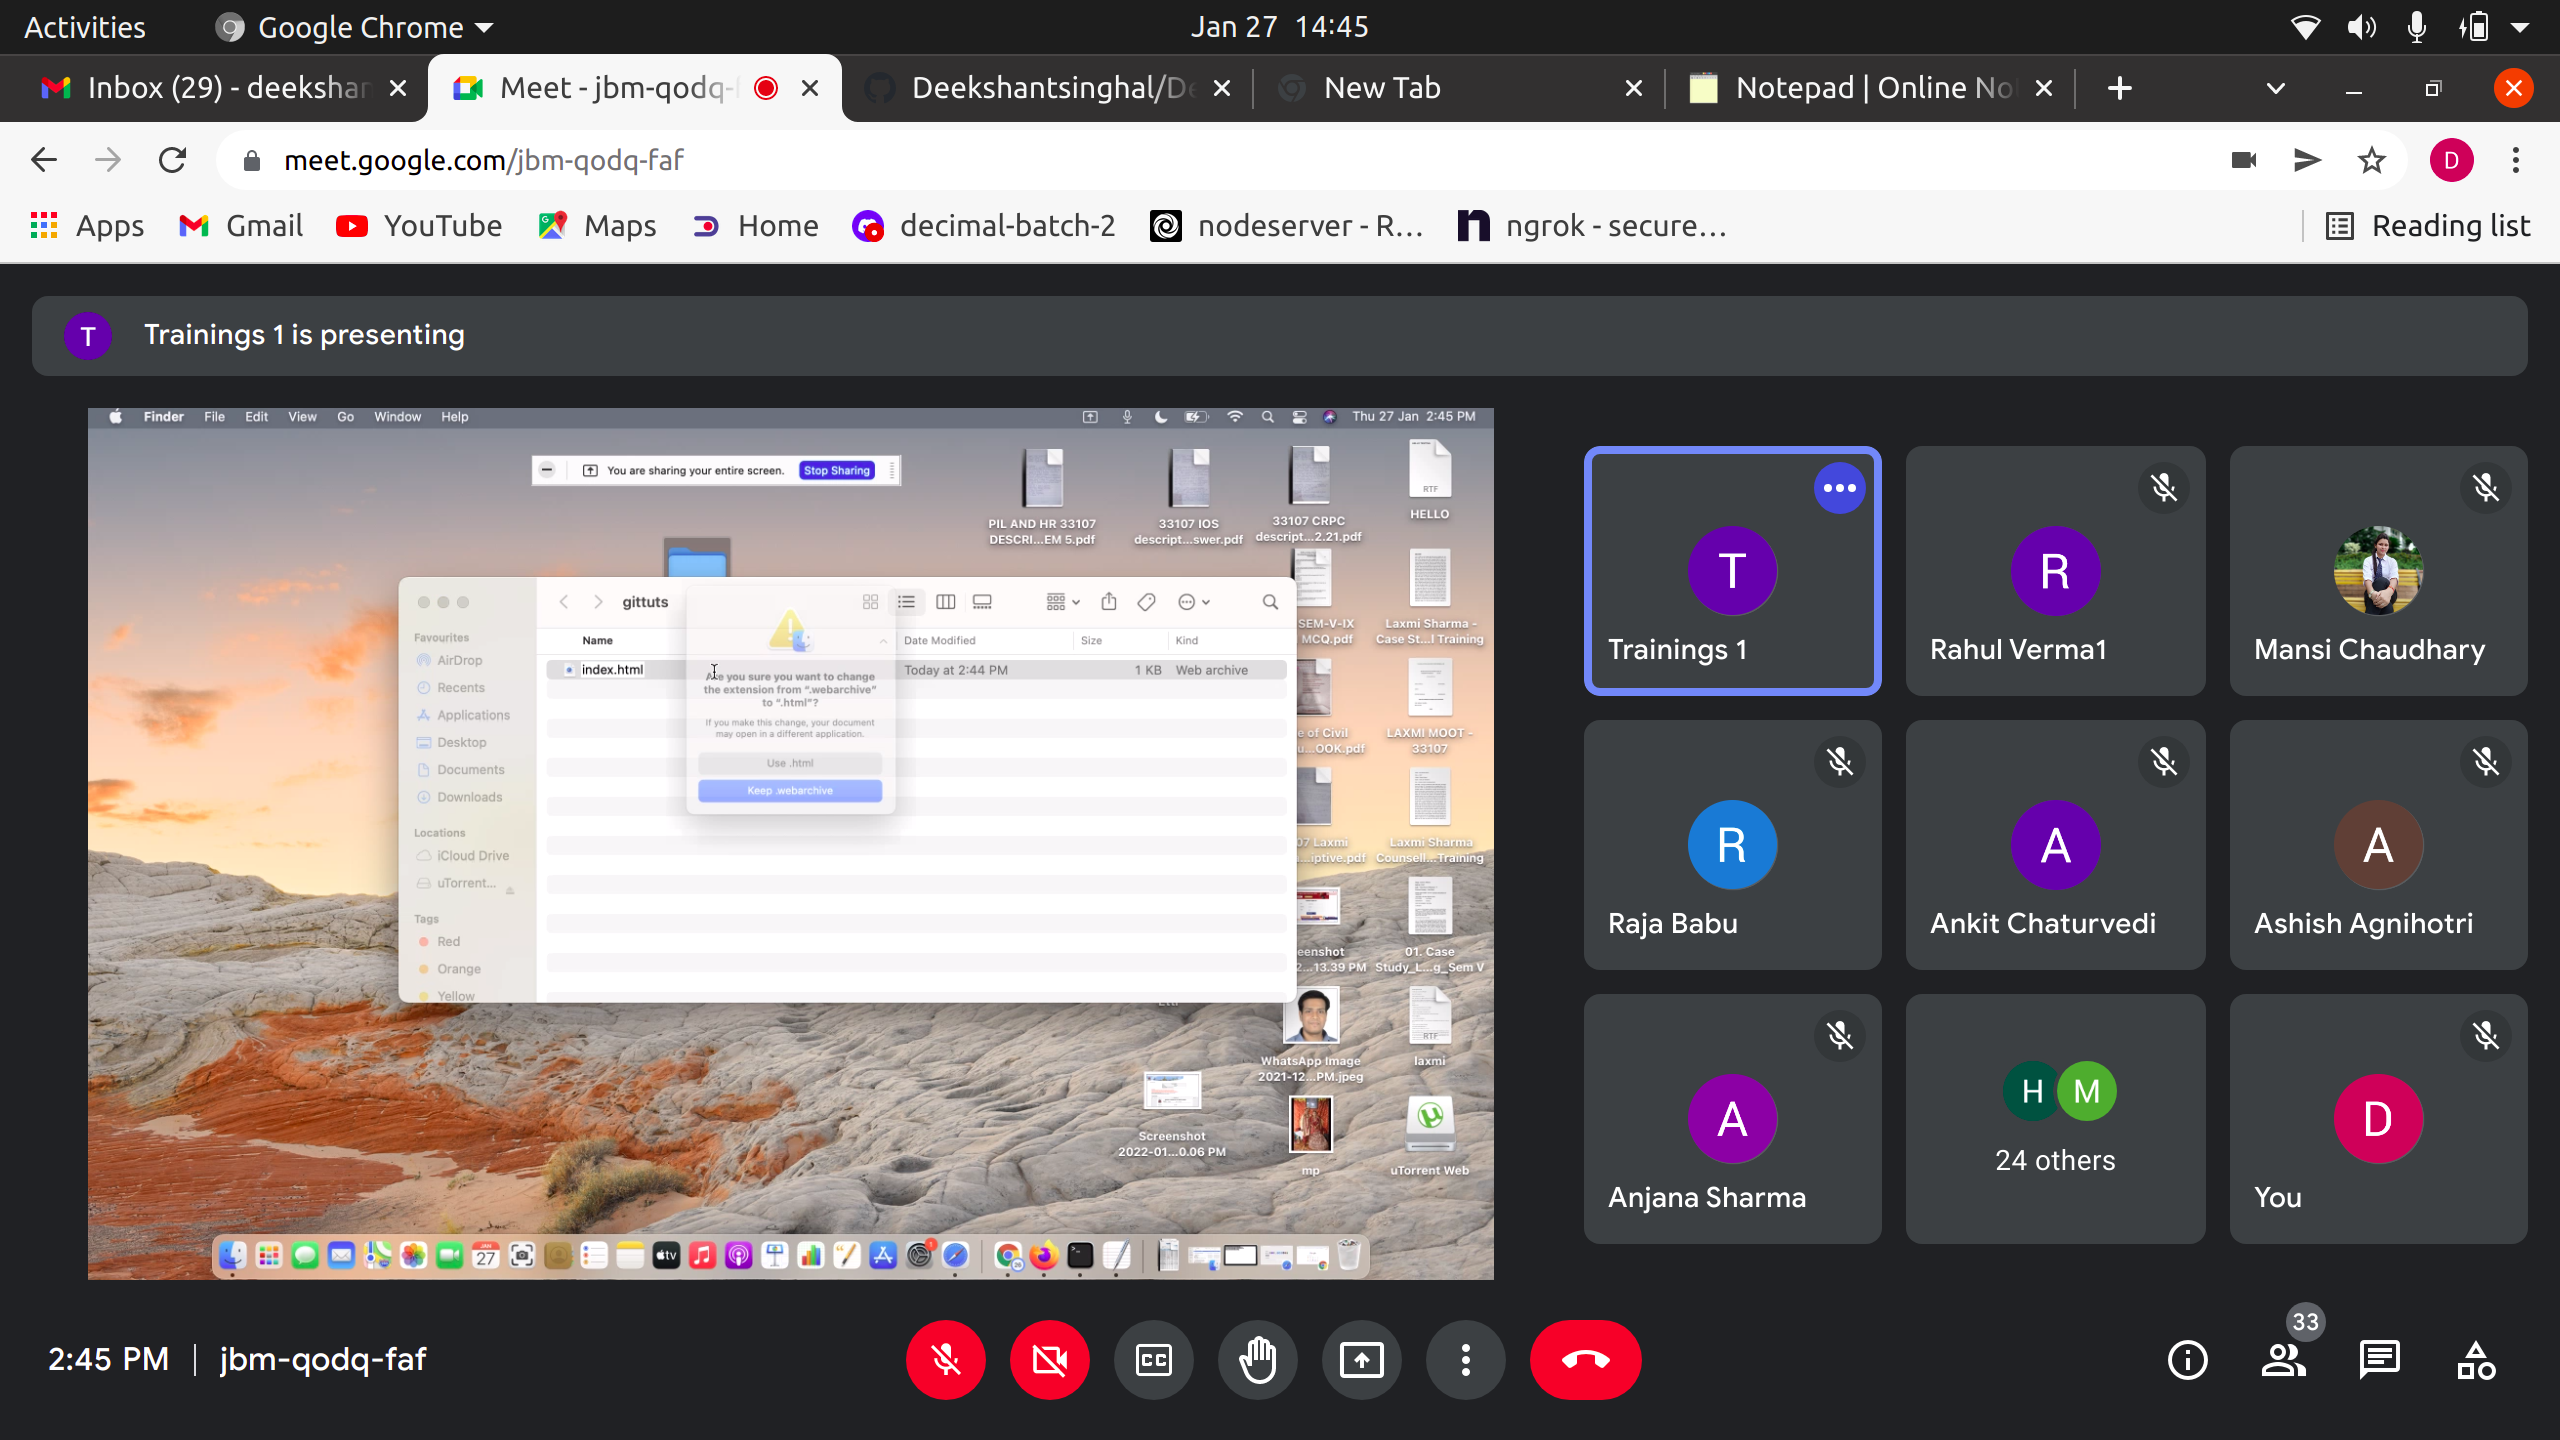 Activities
Google Chrome
Jan 27 14:45
Inbox (29) - deekshan
Meet - jbm-qodq-
Deekshantsinghal/De
New Tab
Notepad | Online No
meet.google.com/jbm-qodq-faf
D
Apps
Gmail
YouTube
Maps
Home
decimal-batch-2
nodeserver - R...
ngrok - secure...
Reading list
T
Trainings 1 is presenting
Finder File Edit View Go Window Help
Thu 27 Jan 2:45 PM
You are sharing your entire screen.
Stop Sharing
PIL AND HR 33107
DESCRI...EM 5.pdf
33107 IOS
descript...swer.pdf
33107 CRPC
descript...2.21.pdf
RTF
HELLO
gittuts
Favourites
AirDrop
Recents
Applications
Desktop
Documents
Downloads
Locations
iCloud Drive
uTorrent...
Tags
Red
Orange
Yellow
Name
Date Modified
Size
Kind
index.html
Today at 2:44 PM
1 KB
Web archive
Are you sure you want to change
the extension from ".webarchive"
to ".html"?
If you make this change, your document
may open in a different application.
Use .html
Keep .webarchive
SEM-V-IX
MCQ.pdf
Laxmi Sharma -
Case St...l Training
e of Civil
u...OOK.pdf
LAXMI MOOT -
33107
07 Laxmi
...iptive.pdf
Laxmi Sharma
Counsell...Training
eenshot
2...13.39 PM
01. Case
Study_L...g_Sem V
WhatsApp Image
2021-12...PM.jpeg
RTF
laxmi
Screenshot
2022-01...0.06 PM
mp
uTorrent Web
JAN
27
tv
T
Trainings 1
R
Rahul Verma1
Mansi Chaudhary
R
Raja Babu
A
Ankit Chaturvedi
A
Ashish Agnihotri
A
Anjana Sharma
H M
24 others
D
You
2:45 PM | jbm-qodq-faf
CC
33